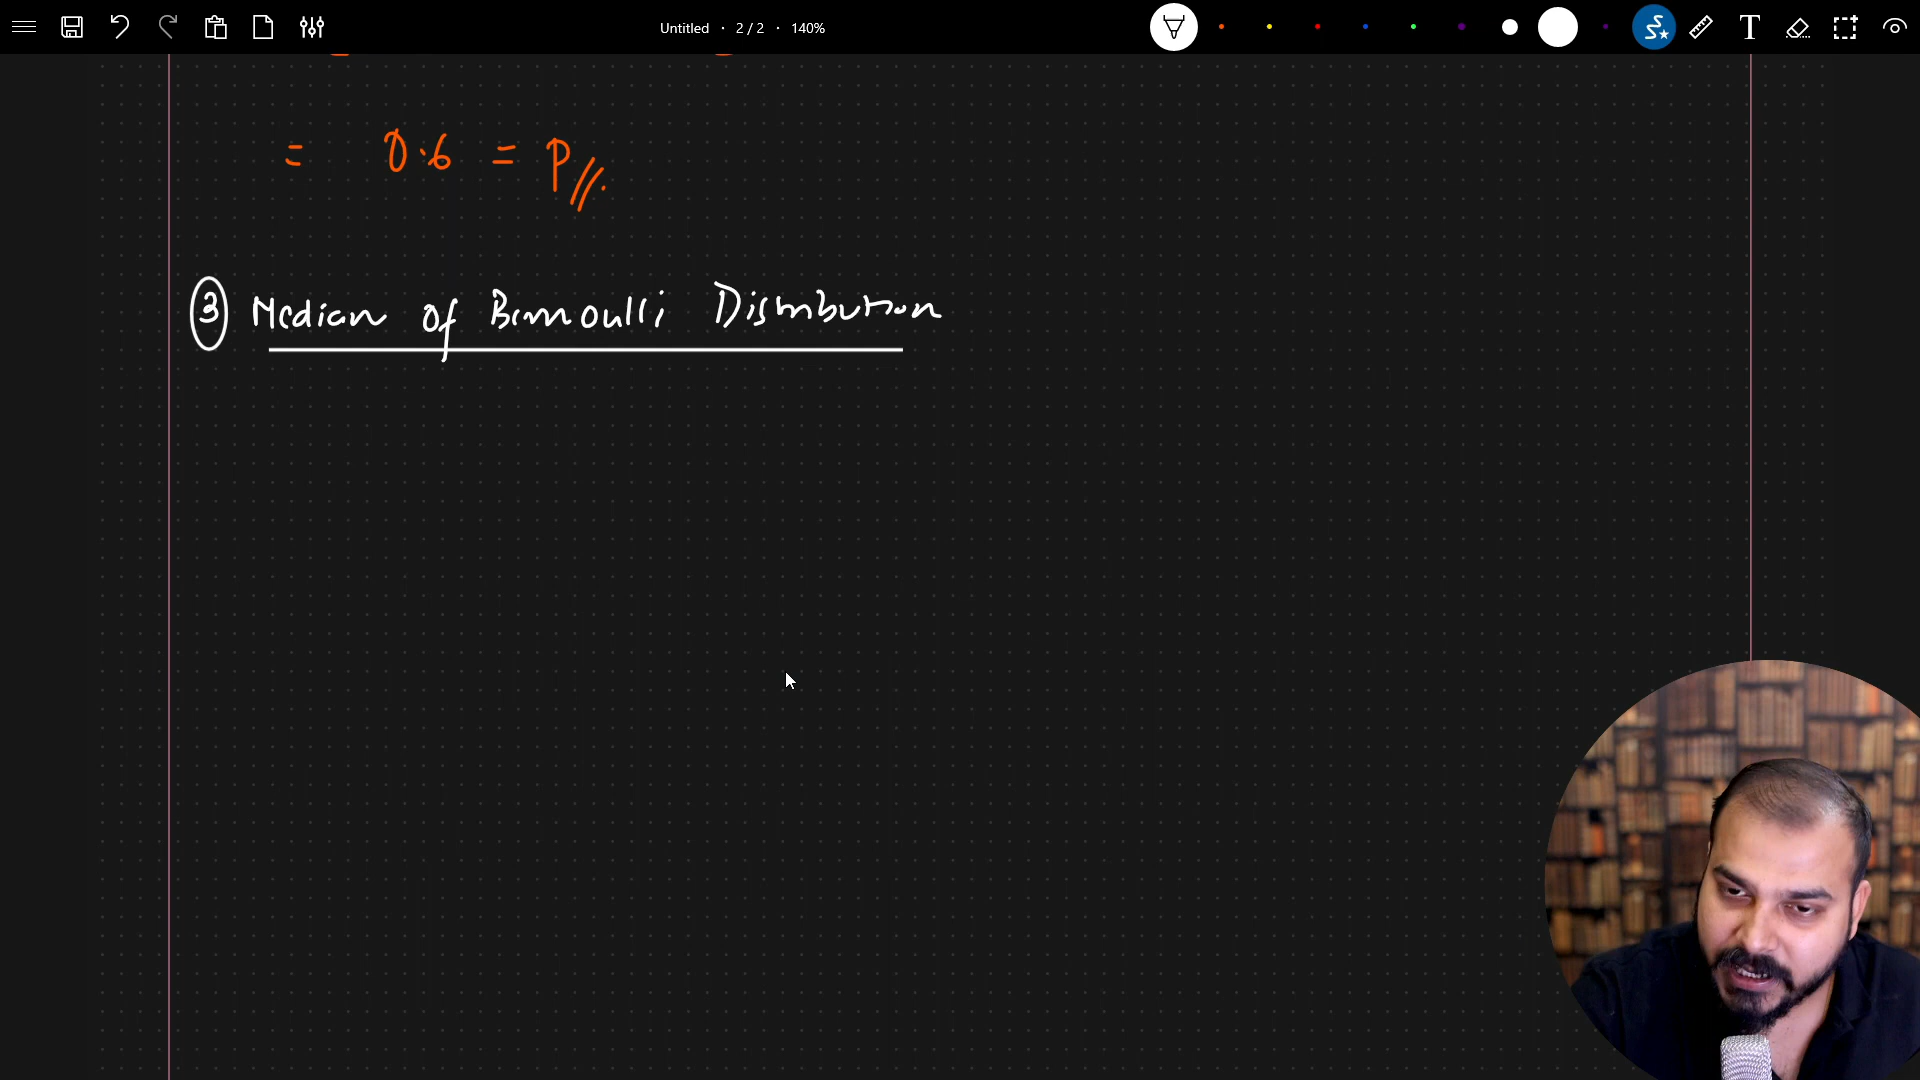 Untitled · 2 / 2 · 140%
= 0.6 = P
③ Median of Bernoulli Distribution